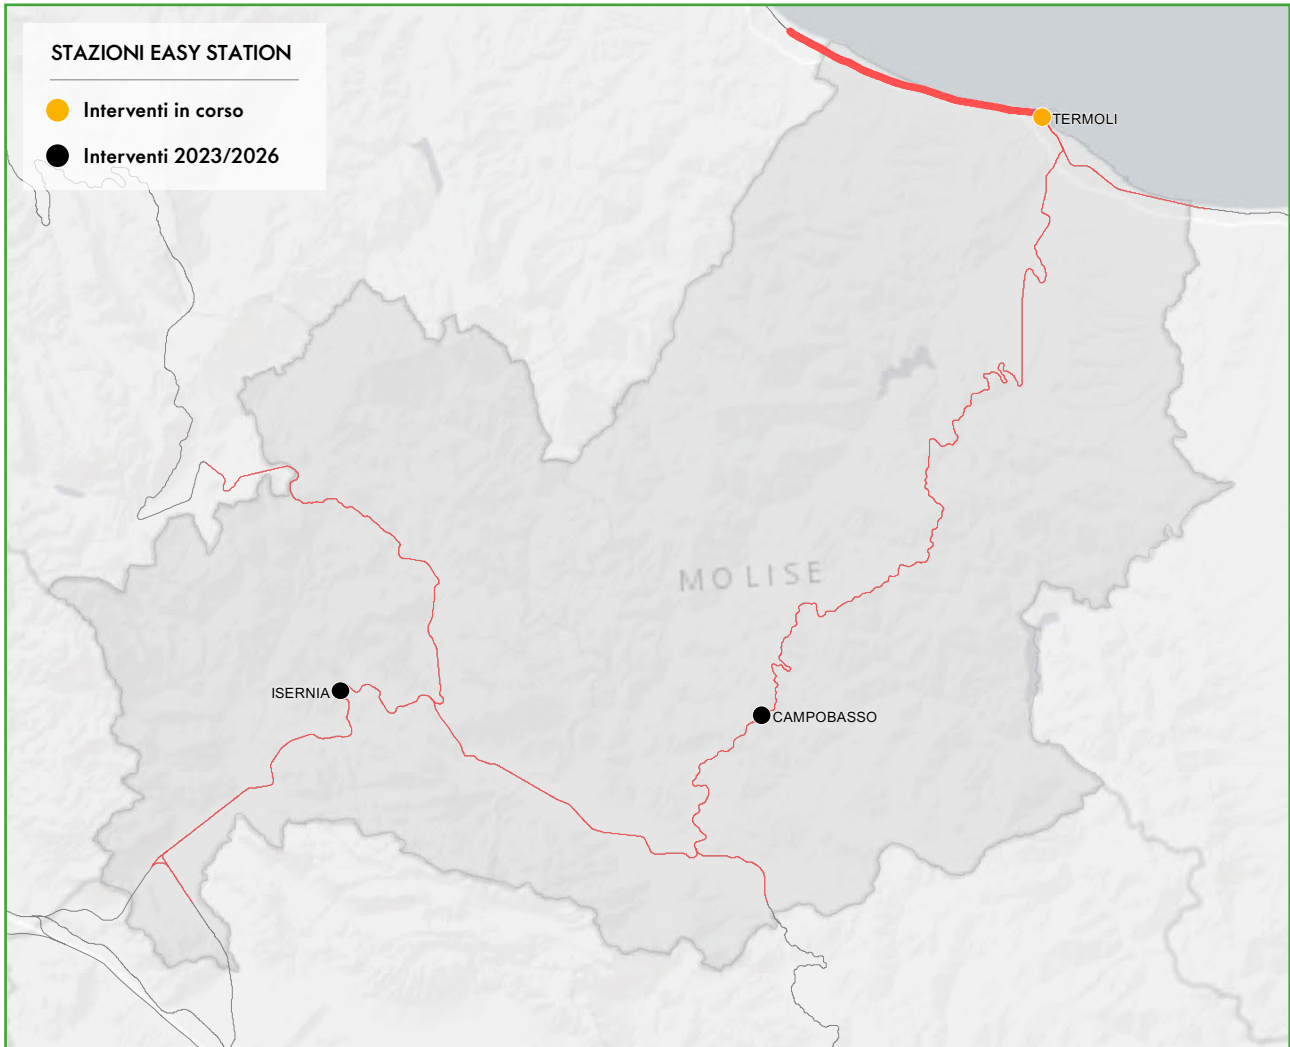 STAZIONI EASY STATION
Interventi in corso
Interventi 2023/2026
TERMOLI
MOLISE
ISERNIA
CAMPOBASSO